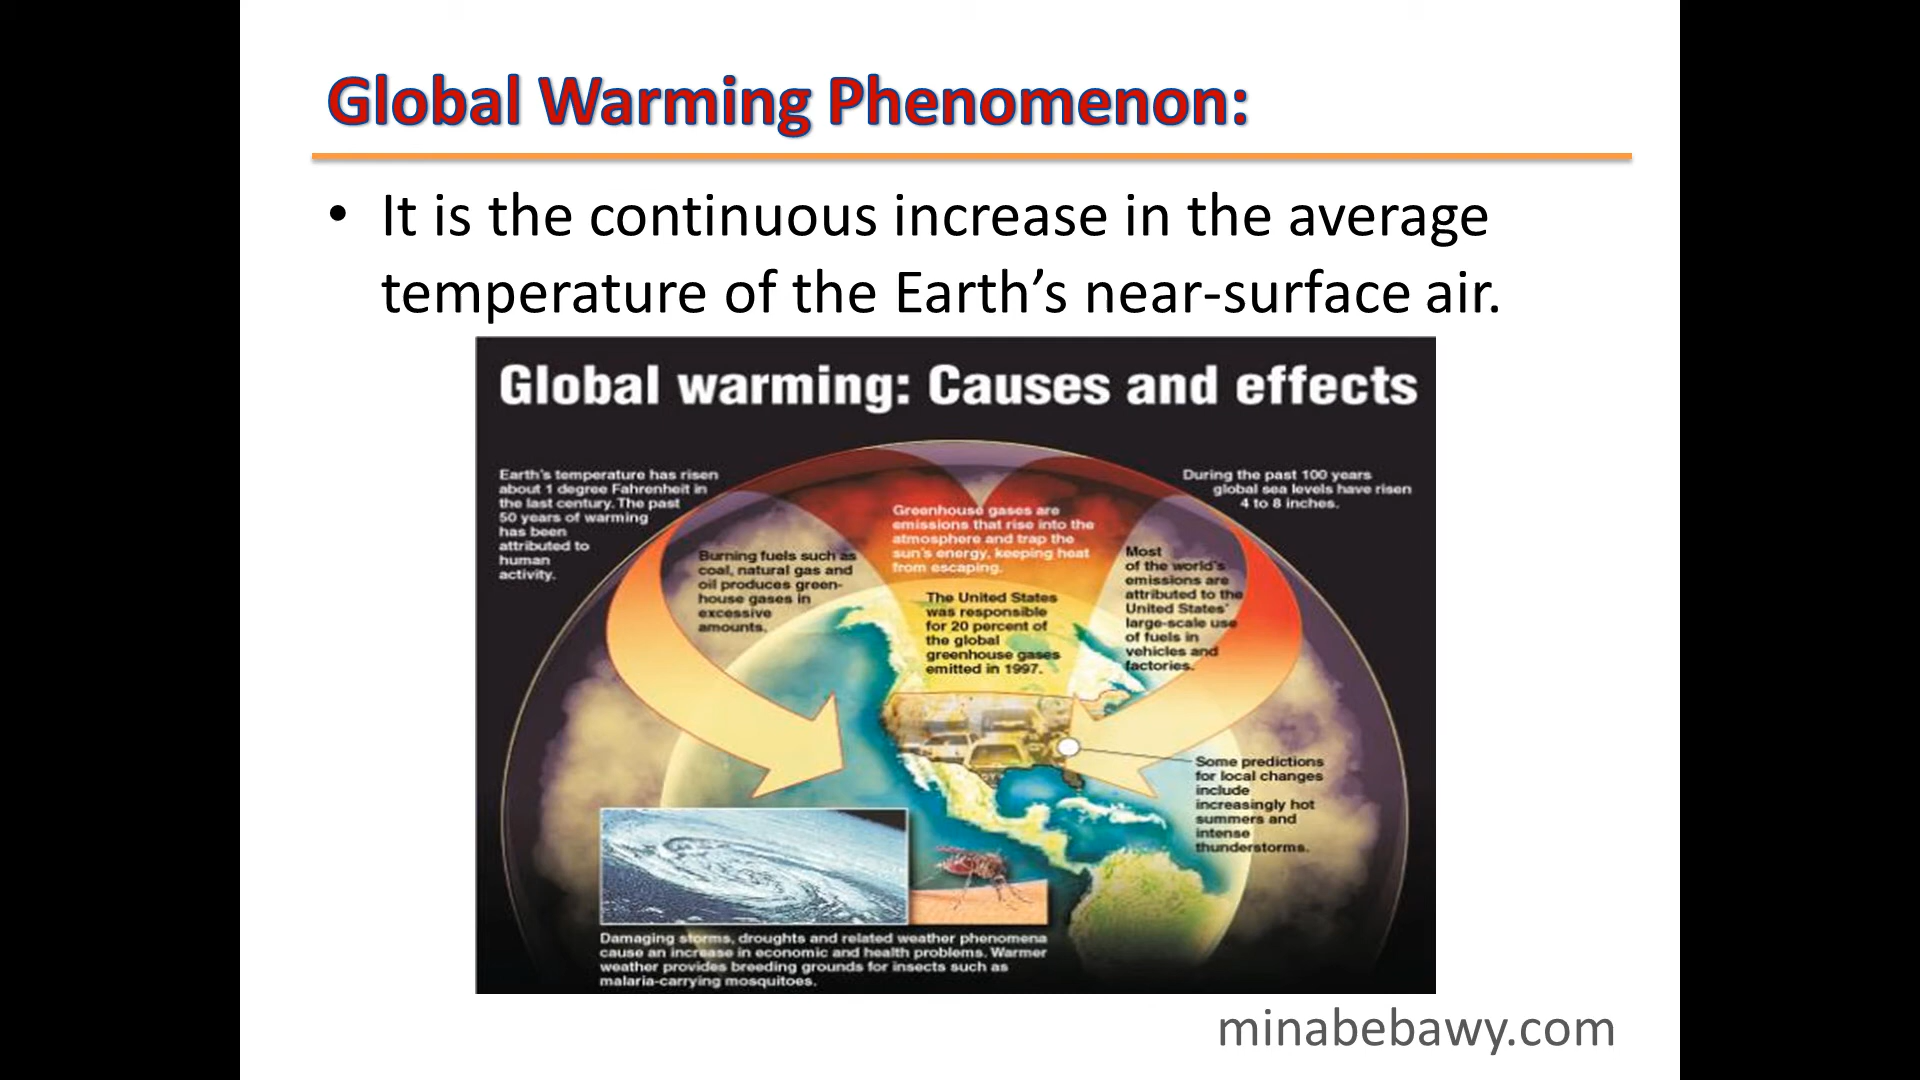 Global Warming Phenomenon:
• It is the continuous increase in the average
temperature of the Earth's near-surface air.
Global warming: Causes and effects
Earth's temperature has risen
about 1 degree Fahrenheit in
the last century. The past
50 years of warming
has been
attributed to
human
activity.
Burning fuels such as
coal, natural gas and
oil produces green-
house gases in
excessive
amounts.
Greenhouse gases are
emissions that rise into the
atmosphere and trap the
sun's energy, keeping heat
from escaping.
The United States
was responsible
for 20 percent of
the global
greenhouse gases
emitted in 1997.
Most
of the world's
emissions are
attributed to the
United States'
large-scale use
of fuels in
vehicles and
factories.
During the past 100 years
global sea levels have risen
4 to 8 inches.
Some predictions
for local changes
include
increasingly hot
summers and
intense
thunderstorms.
Damaging storms, droughts and related weather phenomena
cause an increase in economic and health problems. Warmer
weather provides breeding grounds for insects such as
malaria-carrying mosquitoes.
minabebawy.com